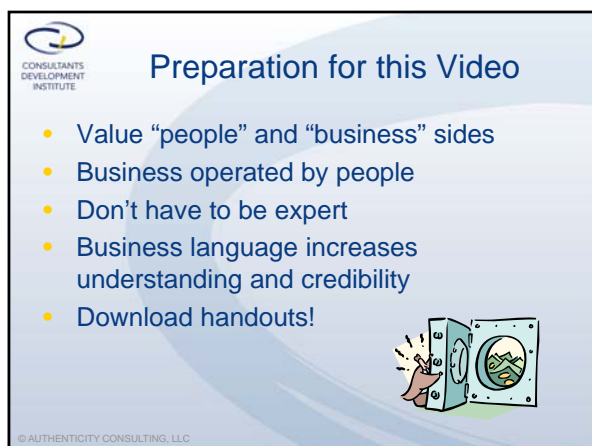 CONSULTANTS
DEVELOPMENT
INSTITUTE
Preparation for this Video
• Value “people” and “business” sides
• Business operated by people
• Don’t have to be expert
• Business language increases
understanding and credibility
• Download handouts!
© AUTHENTICITY CONSULTING, LLC